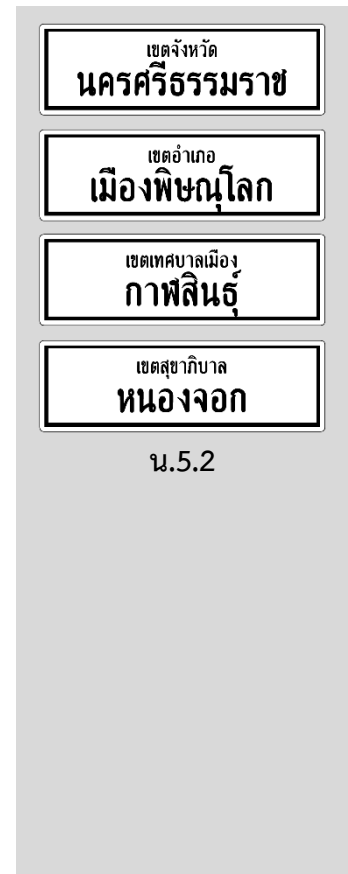 เขตจังหวัด
นครศรีธรรมราช
เขตอำเภอ
เมืองพิษณุโลก
เขตเทศบาลเมือง
กาฬสินธุ์
เขตสุขาภิบาล
หนองจอก
น.5.2